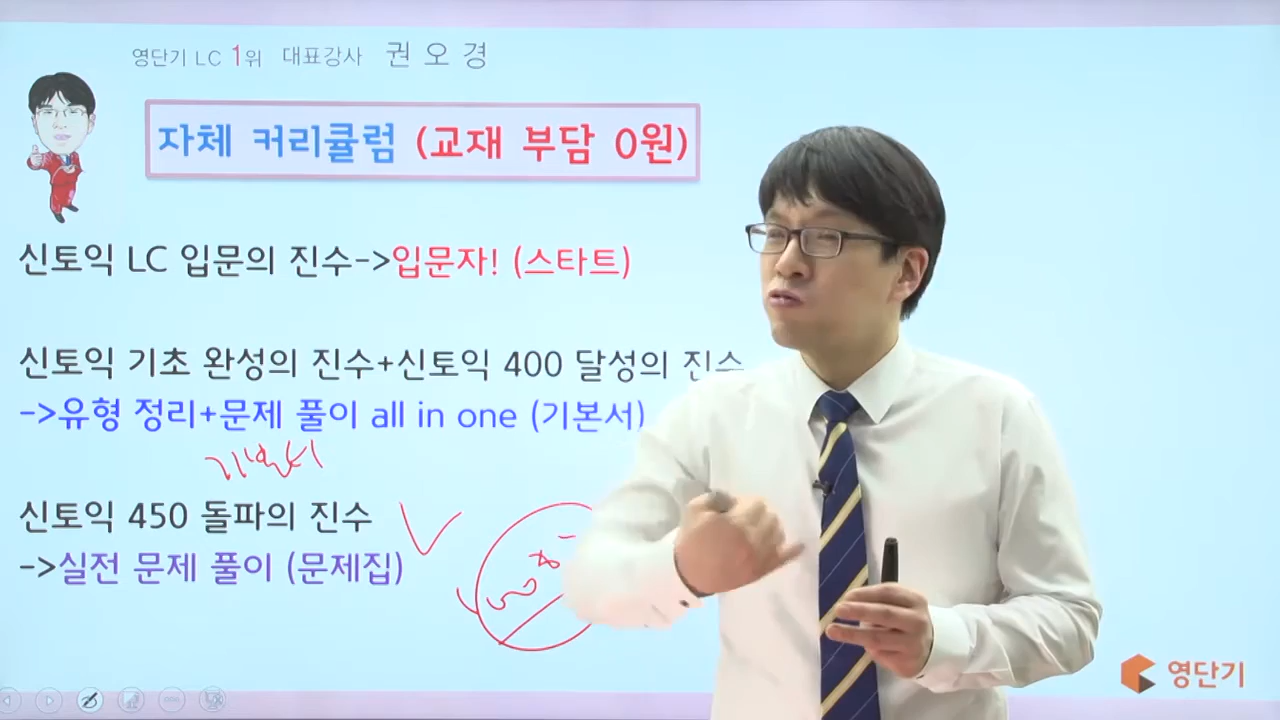 영단기 LC 1위 대표강사 권오경
자체 커리큘럼 (교재 부담 0원)
신토익 LC 입문의 진수->입문자! (스타트)
신토익 기초 완성의 진수+신토익 400 달성의 진수
->유형 정리+문제 풀이 all in one (기본서)
신토익 450 돌파의 진수
->실전 문제 풀이 (문제집)
영단기